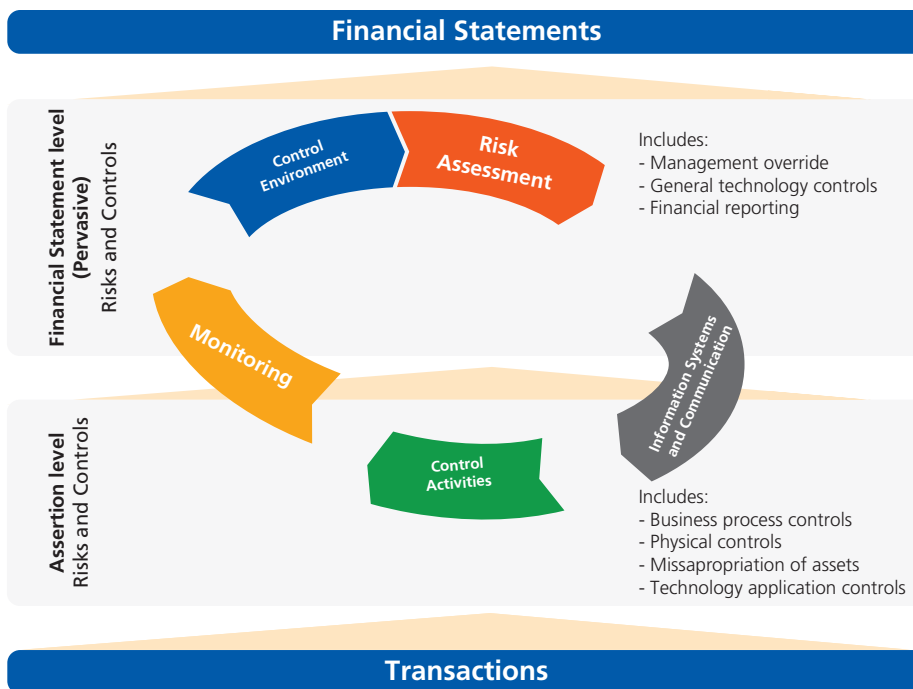 Financial Statements
Financial Statement level
(Pervasive)
Risks and Controls
Control
Environment
Risk
Assessment
Includes:
- Management override
- General technology controls
- Financial reporting
Monitoring
Information Systems
and Communication
Control
Activities
Assertion level
Risks and Controls
Includes:
- Business process controls
- Physical controls
- Missapropriation of assets
- Technology application controls
Transactions